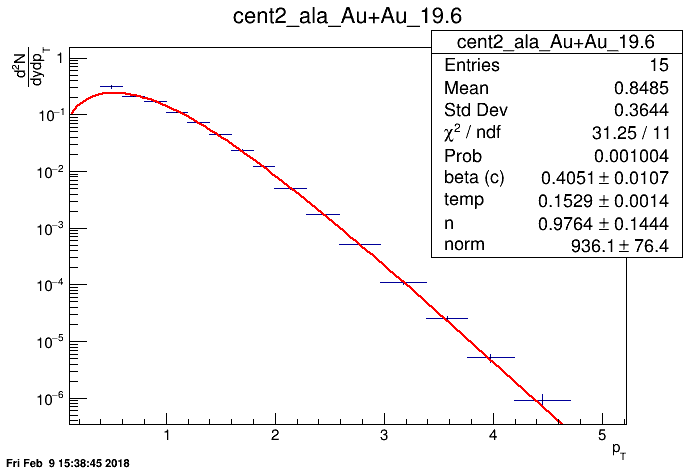 cent2_ala_Au+Au_19.6
d²N
dydp_T
cent2_ala_Au+Au_19.6
Entries 15
Mean 0.8485
Std Dev 0.3644
χ² / ndf 31.25 / 11
Prob 0.001004
beta (c) 0.4051 ± 0.0107
temp 0.1529 ± 0.0014
n 0.9764 ± 0.1444
norm 936.1 ± 76.4
1
10⁻¹
10⁻²
10⁻³
10⁻⁴
10⁻⁵
10⁻⁶
1 2 3 4 5
p_T
Fri Feb 9 15:38:45 2018